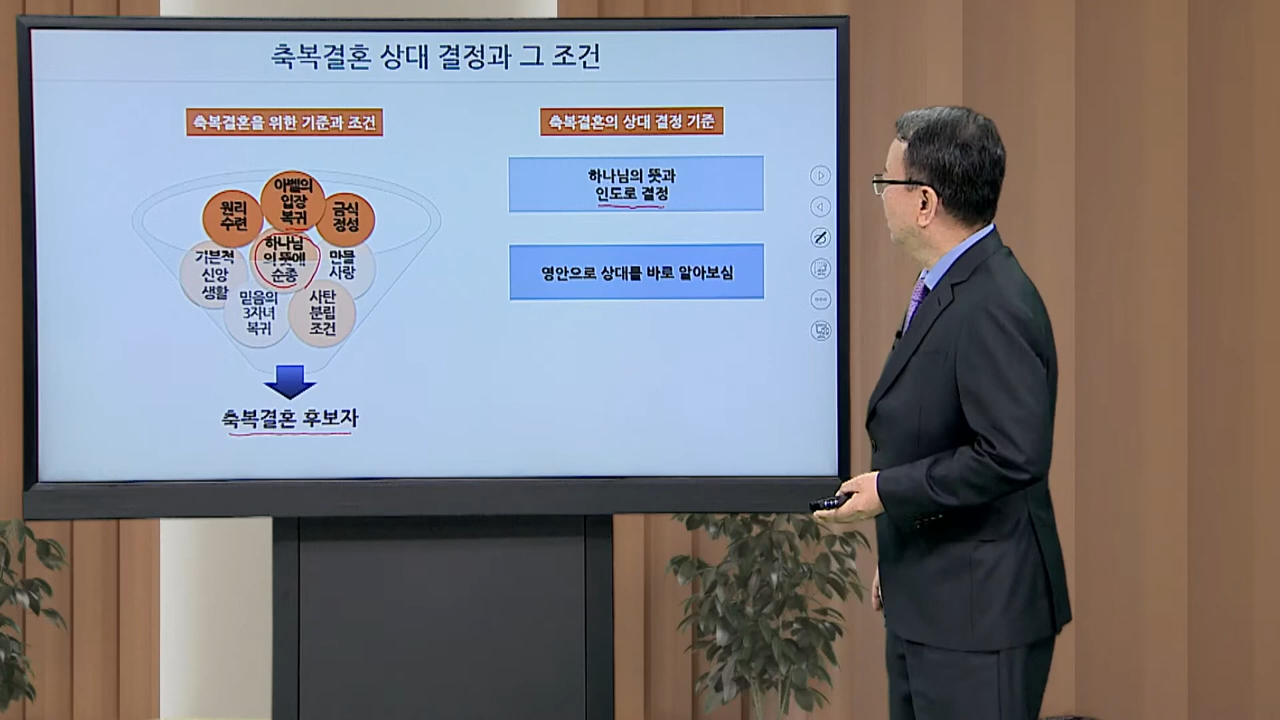 축복결혼 상대 결정과 그 조건
축복결혼을 위한 기준과 조건
아벨의
입장
복귀
원리
수련
금식
정성
하나님
의 뜻에
순종
기본적
신앙
생활
만물
사랑
믿음의
3자녀
복귀
사탄
분립
조건
축복결혼 후보자
축복결혼의 상대 결정 기준
하나님의 뜻과
인도로 결정
영안으로 상대를 바로 알아보심